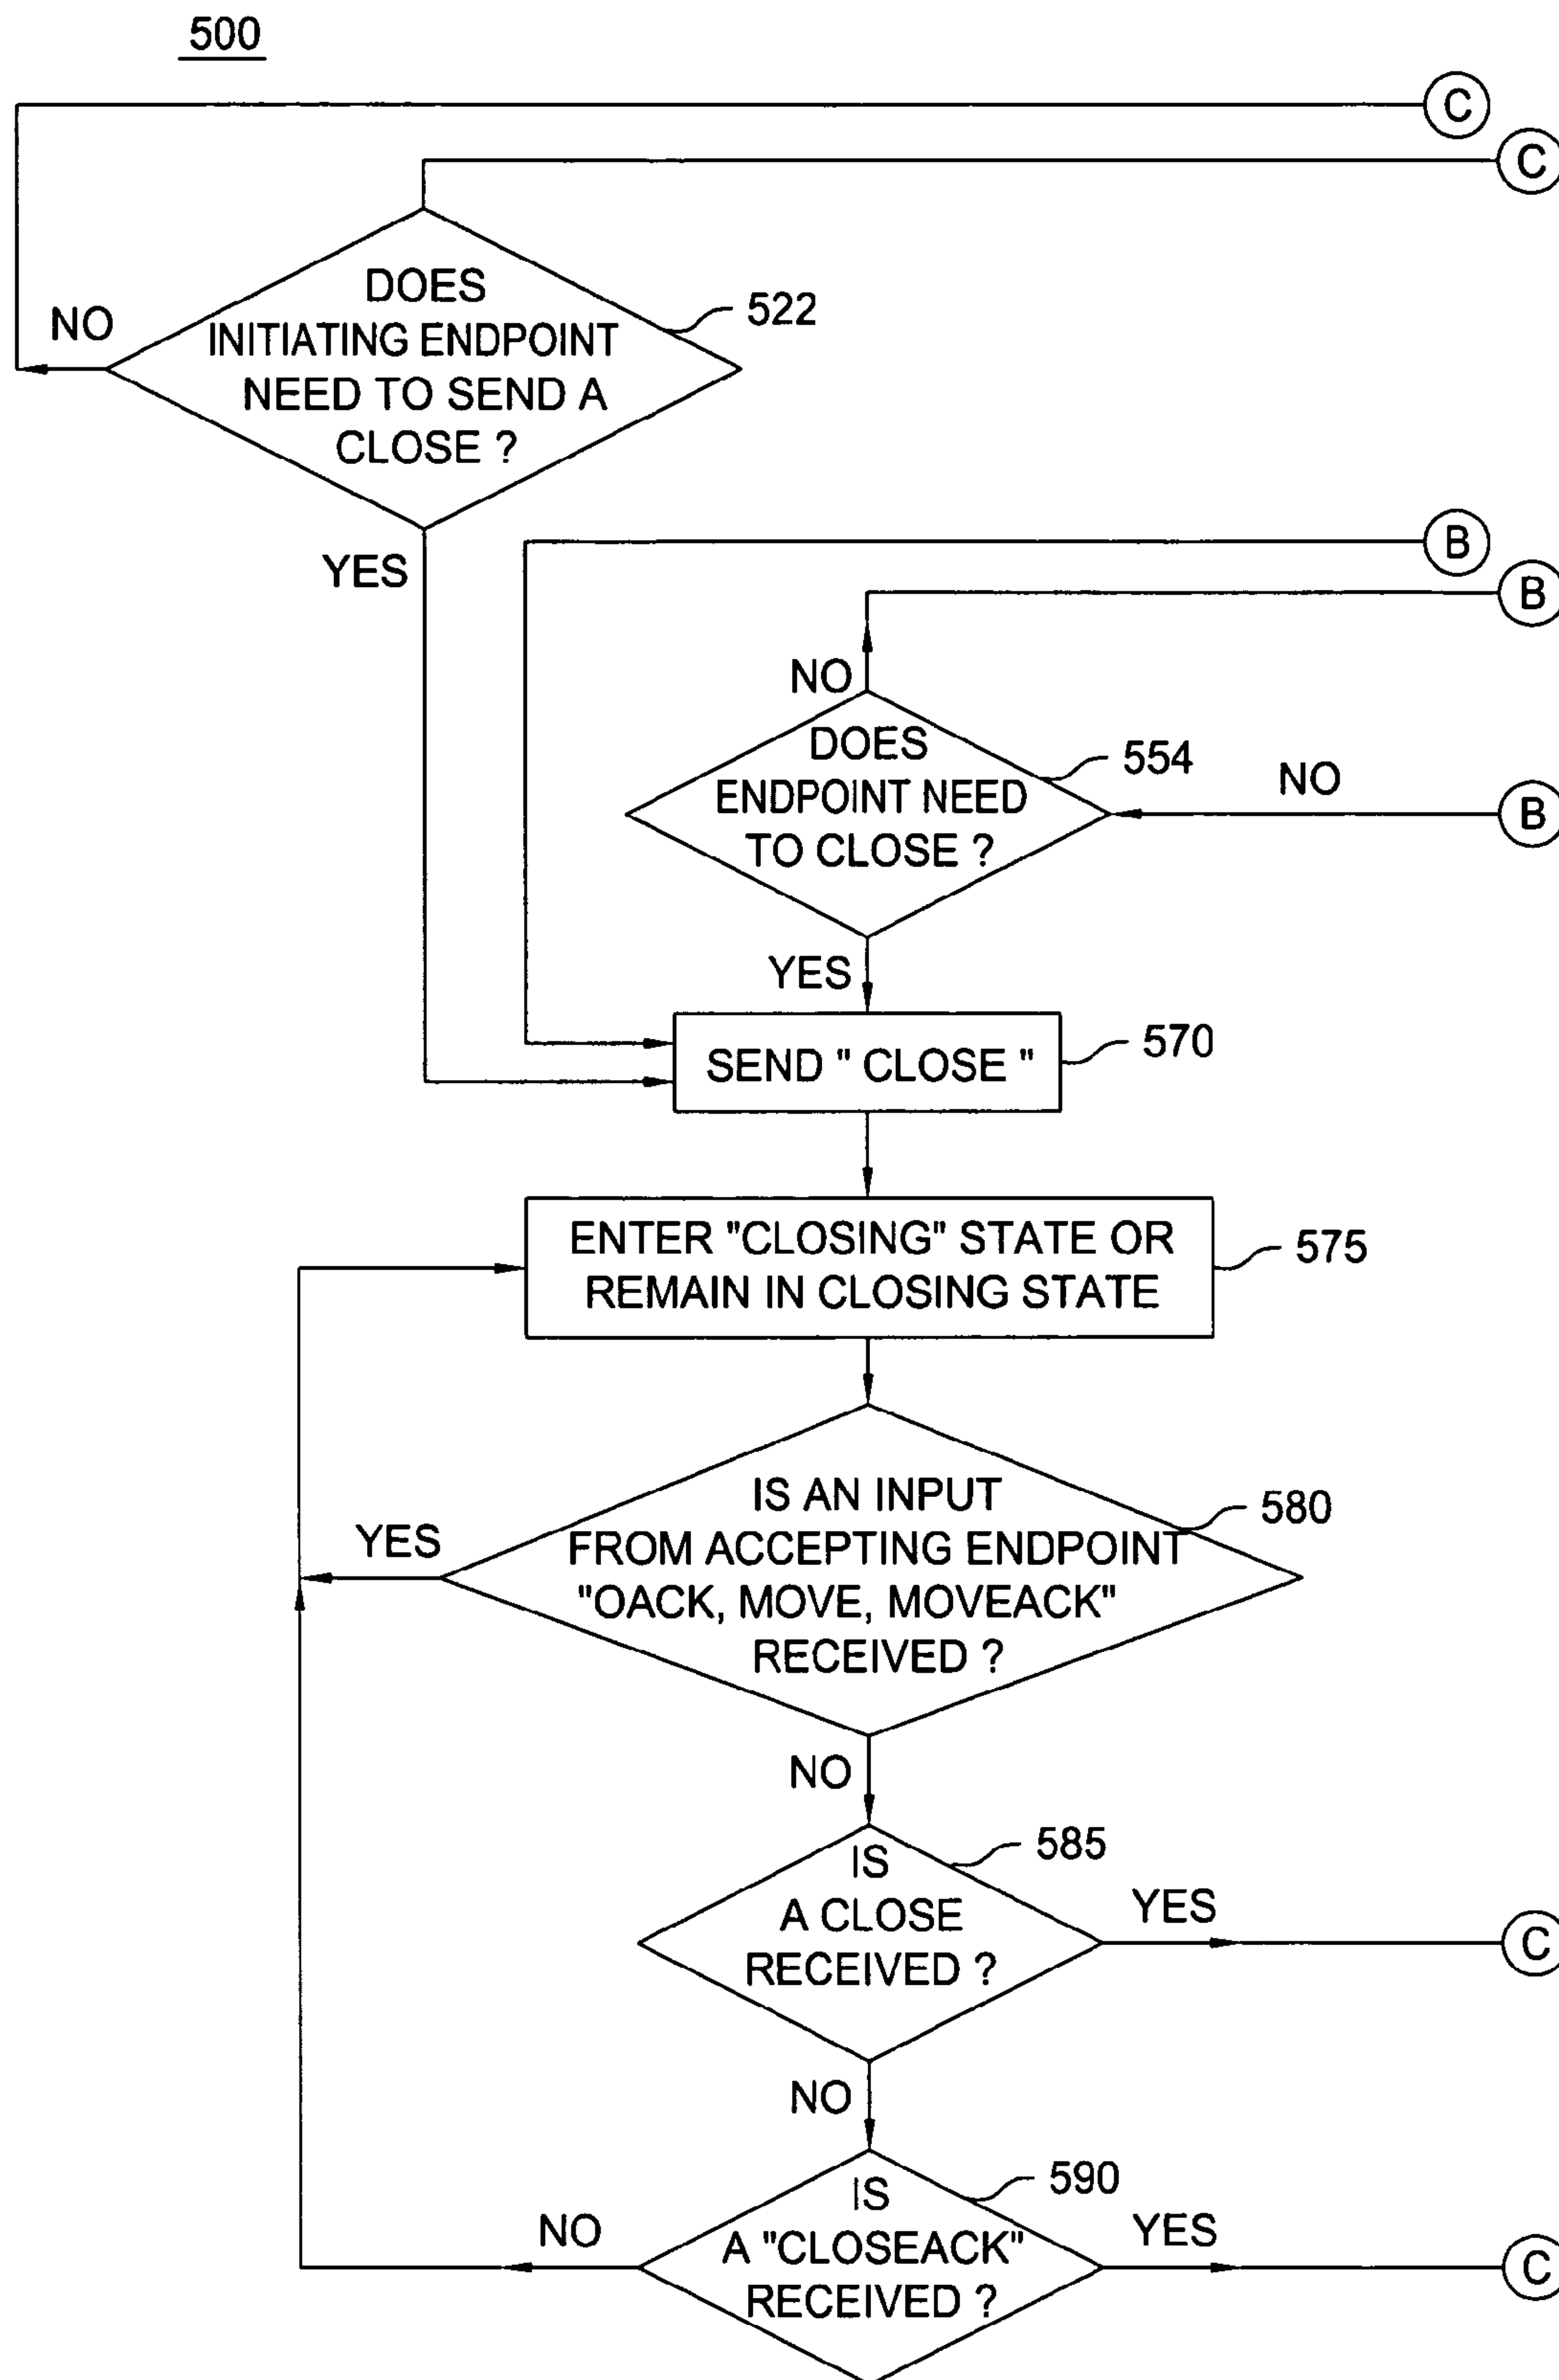 500
C
C
DOES
INITIATING ENDPOINT
NEED TO SEND A
CLOSE ?
522
NO
YES
B
B
NO
DOES
ENDPOINT NEED
TO CLOSE ?
554
NO
B
YES
SEND " CLOSE "
570
ENTER "CLOSING" STATE OR
REMAIN IN CLOSING STATE
575
IS AN INPUT
FROM ACCEPTING ENDPOINT
"OACK, MOVE, MOVEACK"
RECEIVED ?
580
YES
NO
IS
A CLOSE
RECEIVED ?
585
YES
C
NO
IS
A "CLOSEACK"
RECEIVED ?
590
NO
YES
C